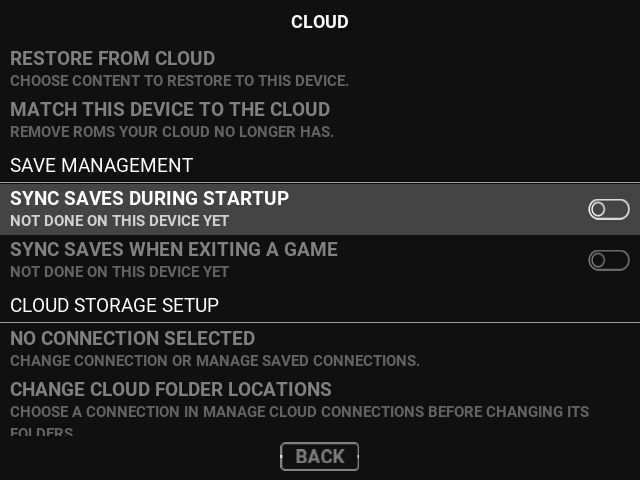 CLOUD
RESTORE FROM CLOUD
CHOOSE CONTENT TO RESTORE TO THIS DEVICE.
MATCH THIS DEVICE TO THE CLOUD
REMOVE ROMS YOUR CLOUD NO LONGER HAS.
SAVE MANAGEMENT
SYNC SAVES DURING STARTUP
NOT DONE ON THIS DEVICE YET
SYNC SAVES WHEN EXITING A GAME
NOT DONE ON THIS DEVICE YET
CLOUD STORAGE SETUP
NO CONNECTION SELECTED
CHANGE CONNECTION OR MANAGE SAVED CONNECTIONS.
CHANGE CLOUD FOLDER LOCATIONS
CHOOSE A CONNECTION IN MANAGE CLOUD CONNECTIONS BEFORE CHANGING ITS
FOLDERS
BACK